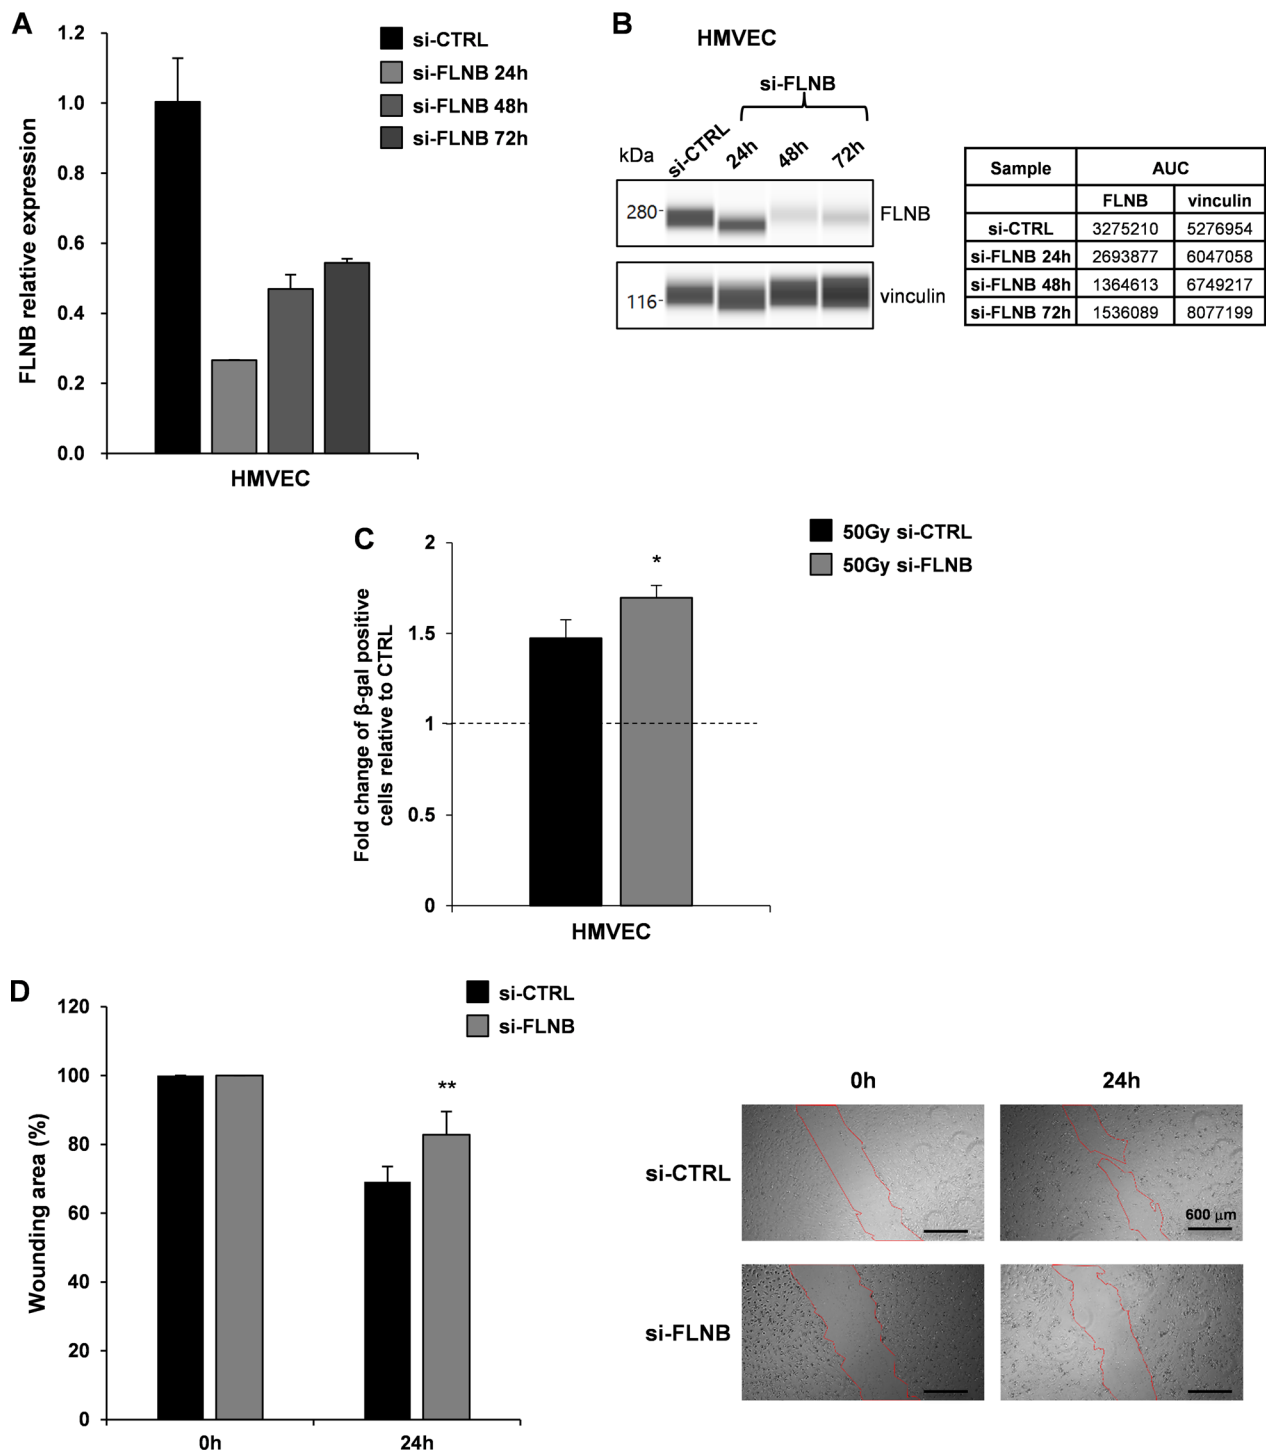 A
1.2
1.0
0.8
0.6
0.4
0.2
0.0
FLNB relative expression
HMVEC
si-CTRL
si-FLNB 24h
si-FLNB 48h
si-FLNB 72h
B
HMVEC
si-FLNB
kDa
si-CTRL 24h 48h 72h
280- FLNB
116- vinculin
Sample AUC
FLNB vinculin
si-CTRL 3275210 5276954
si-FLNB 24h 2693877 6047058
si-FLNB 48h 1364613 6749217
si-FLNB 72h 1536089 8077199
C
2
1.5
1
0.5
0
Fold change of β-gal positive
cells relative to CTRL
*
HMVEC
50Gy si-CTRL
50Gy si-FLNB
D
120
100
80
60
40
20
0
Wounding area (%)
**
0h 24h
si-CTRL
si-FLNB
0h 24h
si-CTRL
600 μm
si-FLNB